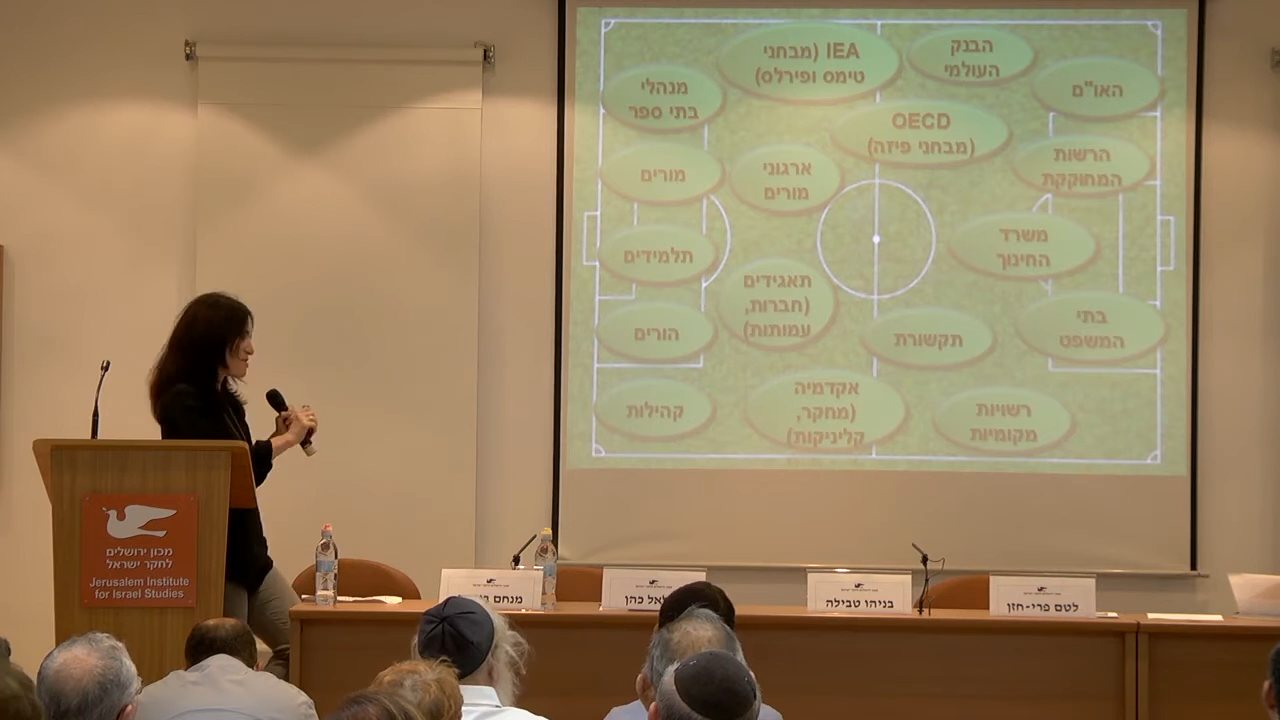 הבנק
העולמי
IEA (מבחני
טימס ופירלס)
האו"ם
מנהלי
בתי ספר
OECD
(מבחני פיזה)
הרשות
המחוקקת
ארגוני
מורים
מורים
משרד
החינוך
תלמידים
תאגידים
(חברות,
עמותות)
בתי
המשפט
תקשורת
הורים
אקדמיה
(מחקר,
קליניקות)
רשויות
מקומיות
קהילות
מכון ירושלים
לחקר ישראל
Jerusalem Institute
for Israel Studies
מנחם
כהן
בניהו טבילה
לטם פרי-חזן